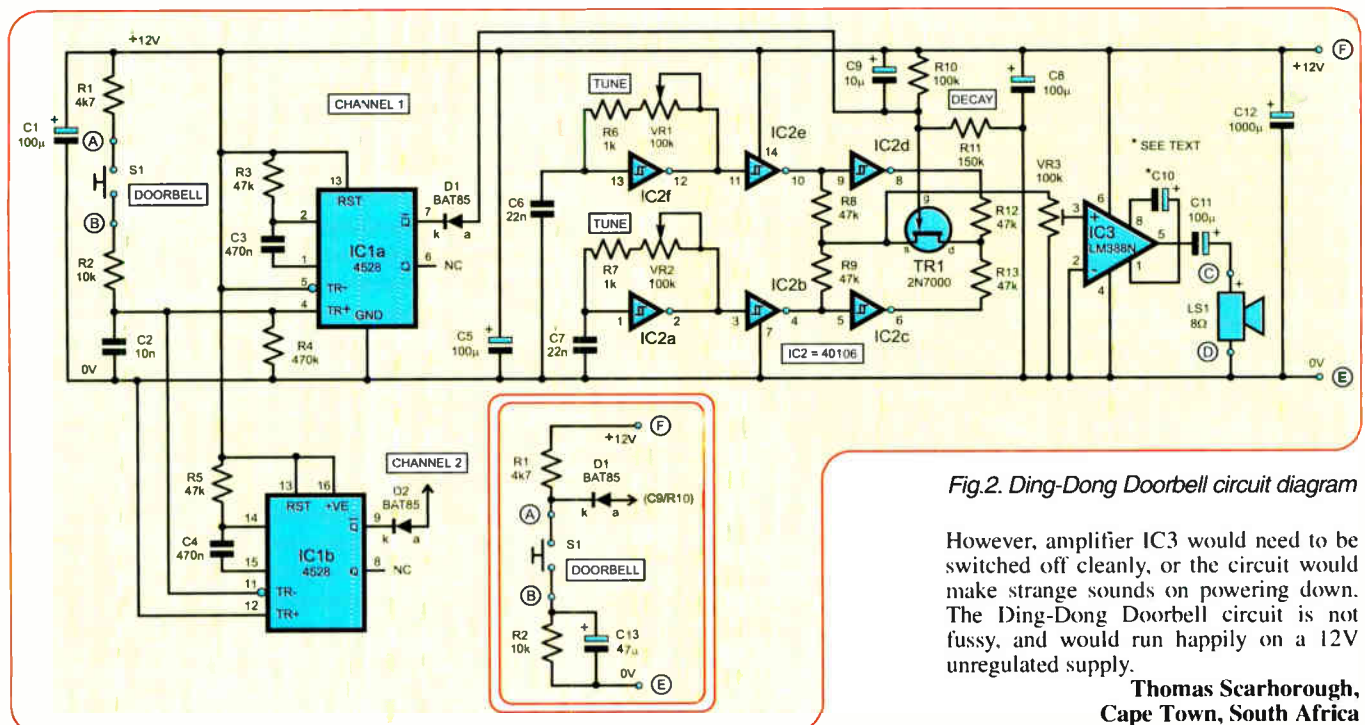 +12V
R1
4k7
C1
100µ
+
A
S1
DOORBELL
B
R2
10k
C2
10n
0V
CHANNEL 1
R3
47k
C3
470n
13
RST
2
1
5
TR-
4
TR+
GND
IC1a
4528
Q
7
Q
6
NC
D1
BAT85
k
a
R4
470k
C5
100µ
+
TUNE
R6
1k
VR1
100k
C6
22n
13
12
IC2f
TUNE
R7
1k
VR2
100k
C7
22n
1
2
IC2a
IC2e
14
11
10
IC2b
3
7
4
IC2d
9
8
R8
47k
R9
47k
IC2c
5
6
IC2 = 40106
C9
10µ
+
R10
100k
DECAY
R11
150k
C8
100µ
+
g
s
d
TR1
2N7000
R12
47k
R13
47k
VR3
100k
* SEE TEXT
*C10
+
3
+
2
-
6
8
5
1
4
IC3
LM388N
C11
100µ
+
C
LS1
8Ω
+
D
C12
1000µ
+
F
+12V
0V
E
R5
47k
C4
470n
13
RST
16
+VE
14
15
11
TR-
12
TR+
IC1b
4528
Q
9
Q
8
NC
CHANNEL 2
D2
BAT85
k
a
F
+12V
R1
4k7
D1
BAT85
k
a
(C9/R10)
A
S1
DOORBELL
B
R2
10k
C13
47µ
+
0V
E
Fig.2. Ding-Dong Doorbell circuit diagram
However, amplifier IC3 would need to be
switched off cleanly, or the circuit would
make strange sounds on powering down.
The Ding-Dong Doorbell circuit is not
fussy, and would run happily on a 12V
unregulated supply.
Thomas Scarborough,
Cape Town, South Africa